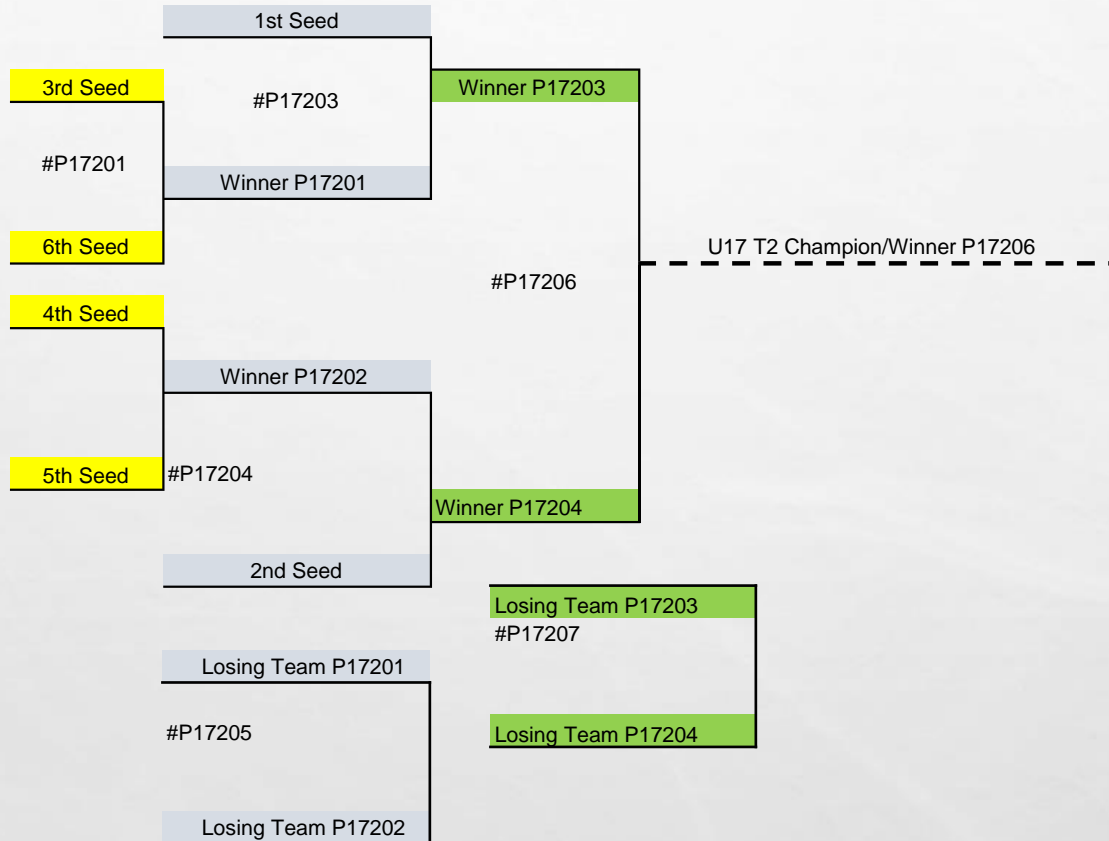 1st Seed
3rd Seed
#P17203
Winner P17203
#P17201
Winner P17201
6th Seed
U17 T2 Champion/Winner P17206
#P17206
4th Seed
Winner P17202
5th Seed
#P17204
Winner P17204
2nd Seed
Losing Team P17203
#P17207
Losing Team P17201
#P17205
Losing Team P17204
Losing Team P17202